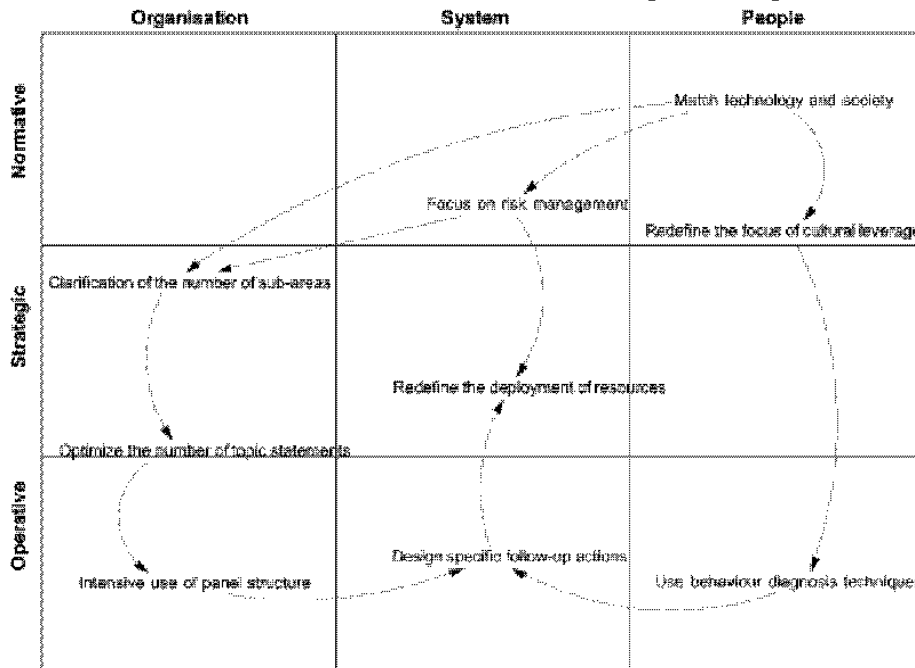 Organisation
System
People
Normative
Match technology and society
Focus on risk management
Redefine the focus of cultural leverage
Strategic
Clarification of the number of sub-areas
Redefine the deployment of resources
Optimize the number of topic statements
Operative
Design specific follow-up actions
Intensive use of panel structure
Use behaviour diagnosis technique